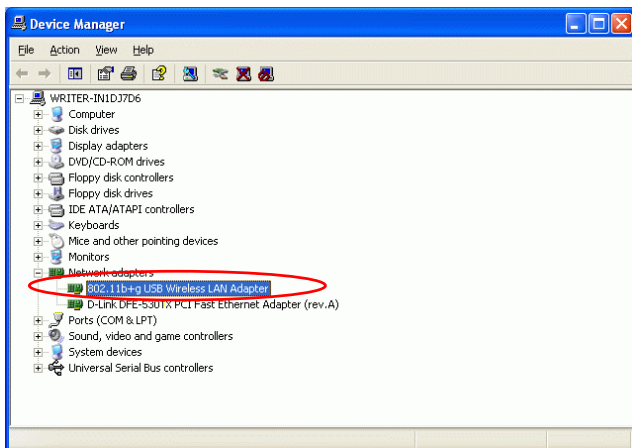 Device Manager
File Action View Help
WRITER-IN1DJ7D6
Computer
Disk drives
Display adapters
DVD/CD-ROM drives
Floppy disk controllers
Floppy disk drives
IDE ATA/ATAPI controllers
Keyboards
Mice and other pointing devices
Monitors
Network adapters
802.11b+g USB Wireless LAN Adapter
D-Link DFE-530TX PCI Fast Ethernet Adapter (rev.A)
Ports (COM & LPT)
Sound, video and game controllers
System devices
Universal Serial Bus controllers